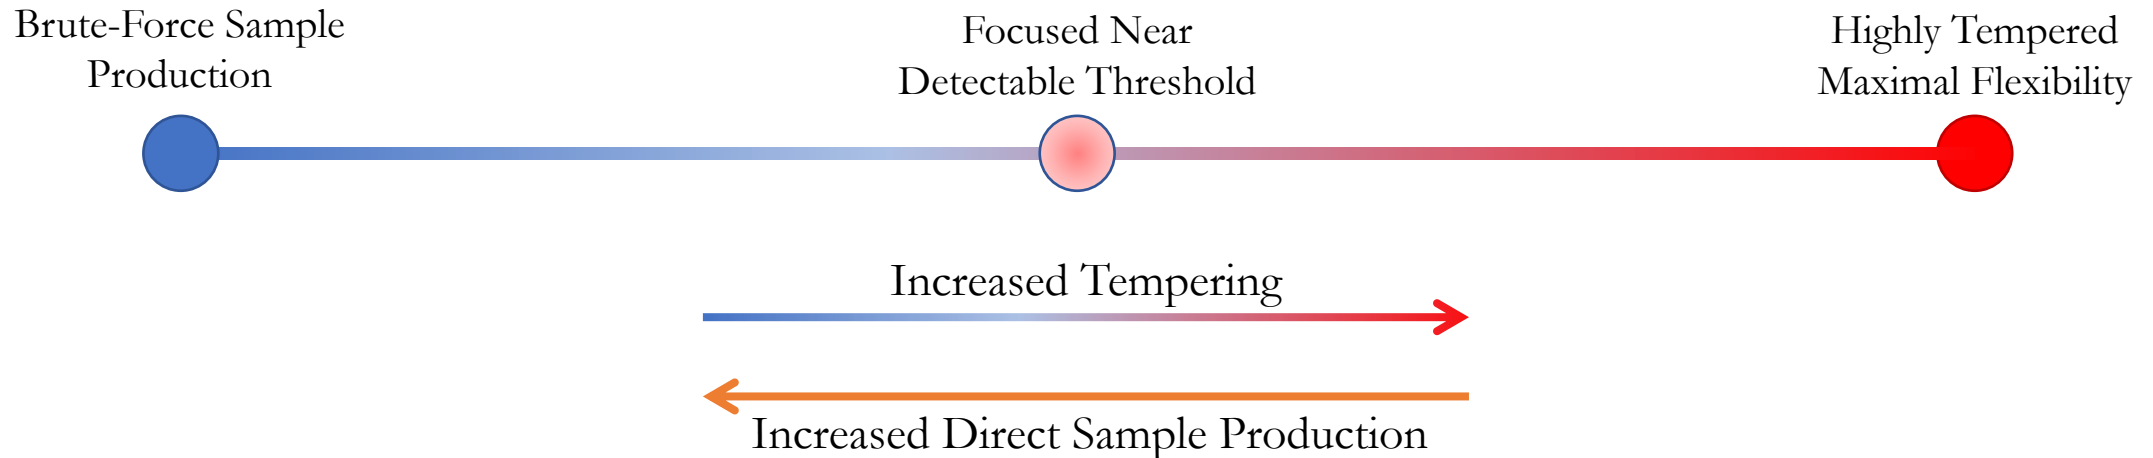 Brute-Force Sample
Production
Focused Near
Detectable Threshold
Highly Tempered
Maximal Flexibility
Increased Tempering
Increased Direct Sample Production